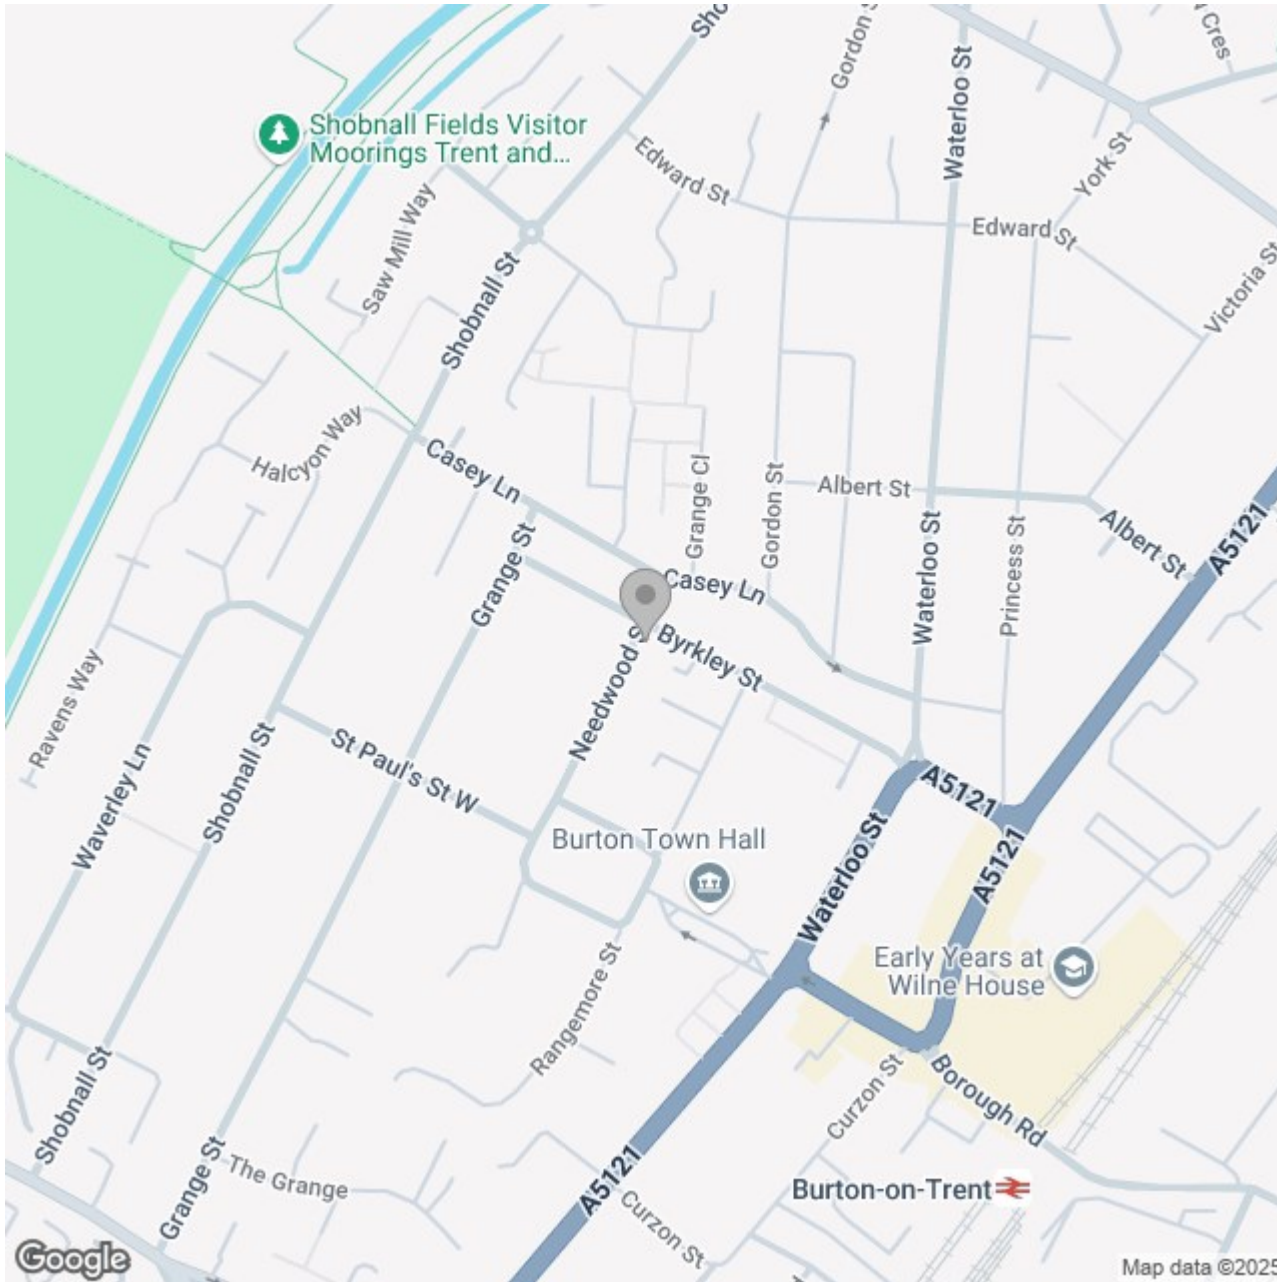 Sho
Gordon S
Cres
Waterloo St
Shobnall Fields Visitor
Moorings Trent and...
Edward St
York St
Saw Mill Way
Edward St
Victoria St
Shobnall St
Halcyon Way
Casey Ln
Grange Cl
Gordon St
Albert St
Waterloo St
Princess St
Albert St
A5121
Grange St
Casey Ln
Needwood St
Byrkley St
Ravens Way
Waverley Ln
Shobnall St
St Paul's St W
A5121
Burton Town Hall
Waterloo St
A5121
Early Years at
Wilne House
Rangemore St
Curzon St
Borough Rd
Shobnall St
Grange St
The Grange
A5121
Curzon St
Burton-on-Trent
Google
Map data ©2025